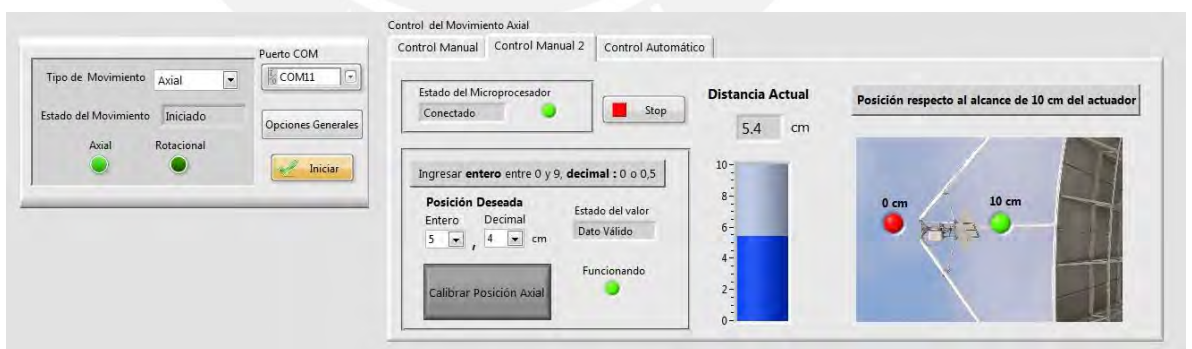 Puerto COM
Tipo de Movimiento Axial
COM11
Estado del Movimiento Iniciado
Opciones Generales
Axial Rotacional
Iniciar
Control del Movimiento Axial
Control Manual Control Manual 2 Control Automático
Estado del Microprocesador
Conectado
Stop
Ingresar entero entre 0 y 9, decimal : 0 o 0,5
Posición Deseada
Entero Decimal
5 , 4 cm
Estado del valor
Dato Válido
Calibrar Posición Axial
Funcionando
Distancia Actual
5.4 cm
10
8
6
4
2
0
Posición respecto al alcance de 10 cm del actuador
0 cm 10 cm